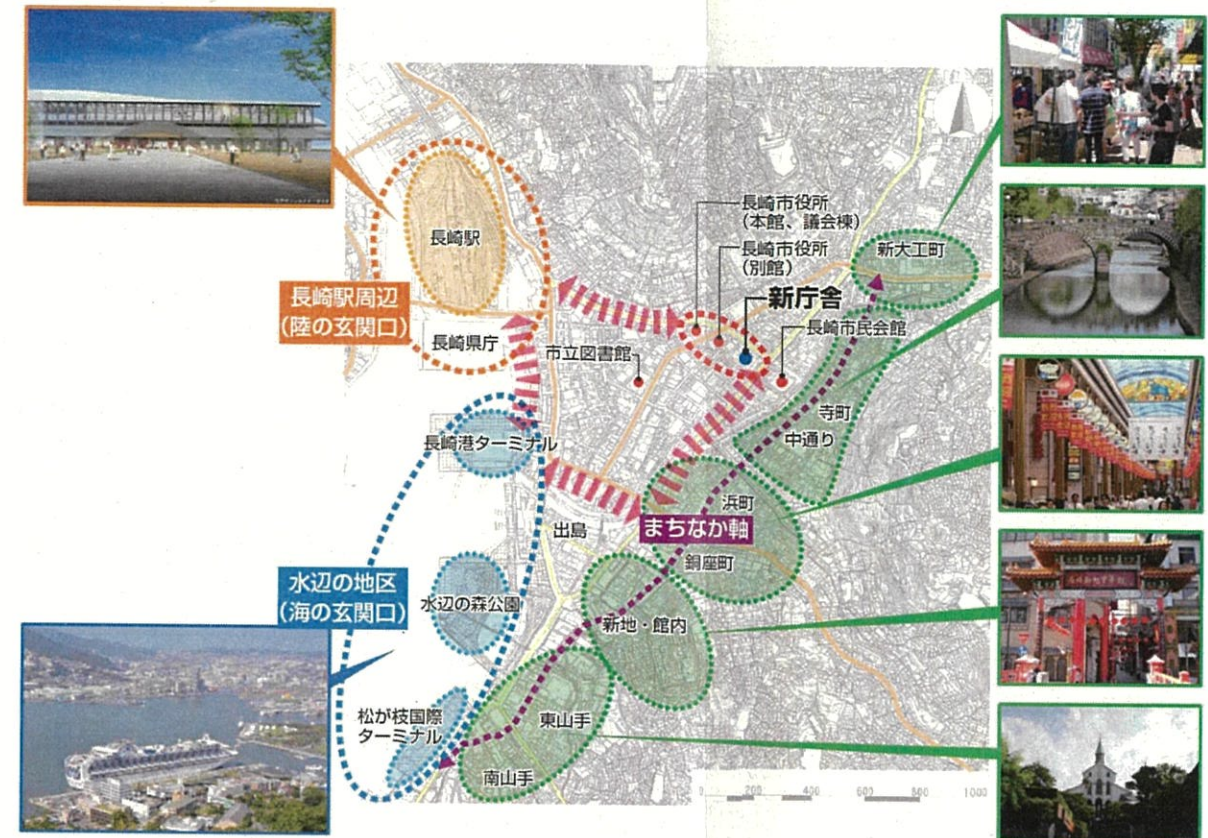 長崎駅
長崎駅周辺
(陸の玄関口)
長崎県庁
市立図書館
長崎市役所
(本館、議会棟)
長崎市役所
(別館)
新庁舎
長崎市民会館
新大工町
寺町
中通り
長崎港ターミナル
浜町
まちなか軸
出島
銅座町
水辺の地区
(海の玄関口)
水辺の森公園
新地・館内
松が枝国際
ターミナル
東山手
南山手
0 200 400 600 800 1000